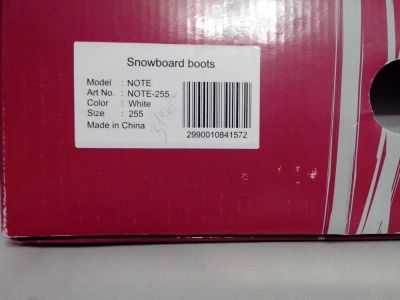 Snowboard boots
Model : NOTE
Art No. : NOTE-255
Color : White
Size : 255
Made in China
2990010841572